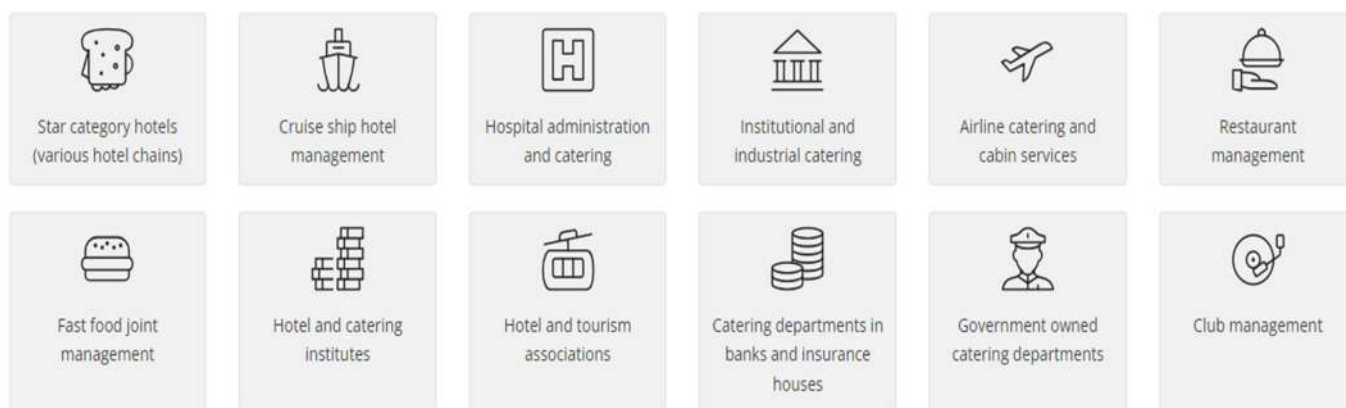 Star category hotels
(various hotel chains)
Cruise ship hotel
management
Hospital administration
and catering
Institutional and
industrial catering
Airline catering and
cabin services
Restaurant
management
Fast food joint
management
Hotel and catering
institutes
Hotel and tourism
associations
Catering departments in
banks and insurance
houses
Government owned
catering departments
Club management